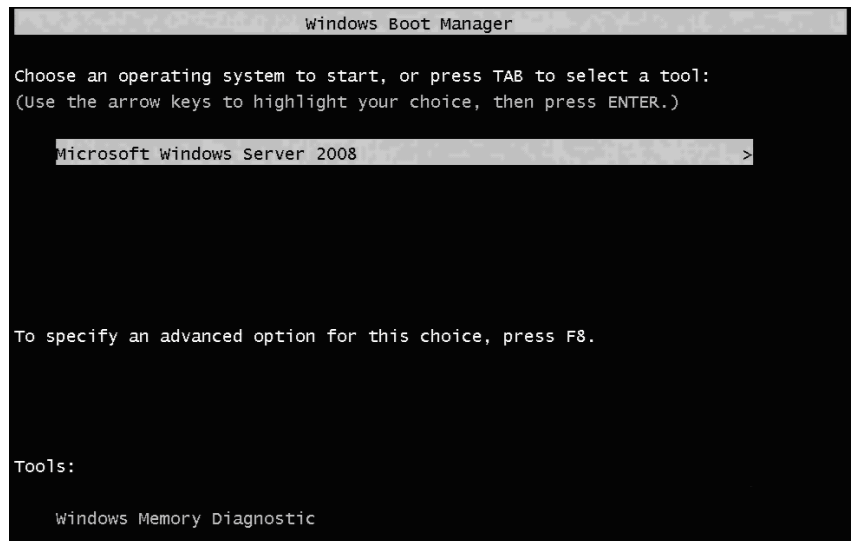 Windows Boot Manager
Choose an operating system to start, or press TAB to select a tool:
(Use the arrow keys to highlight your choice, then press ENTER.)
Microsoft Windows Server 2008 >
To specify an advanced option for this choice, press F8.
Tools:
Windows Memory Diagnostic